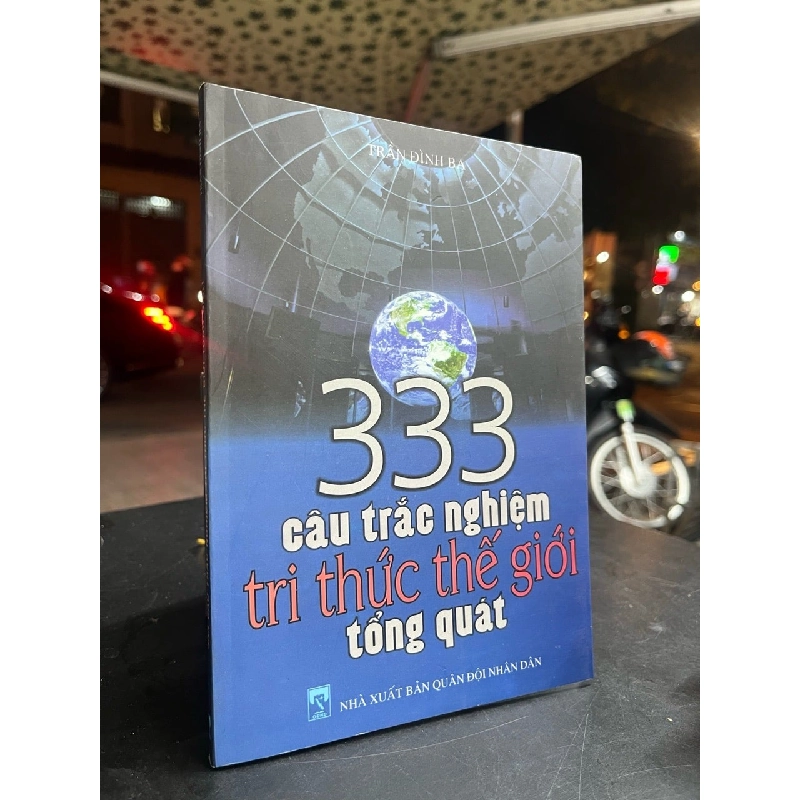 TRẦN ĐÌNH BA
333
câu trắc nghiệm
tri thức thế giới
tổng quát
NHÀ XUẤT BẢN QUÂN ĐỘI NHÂN DÂN